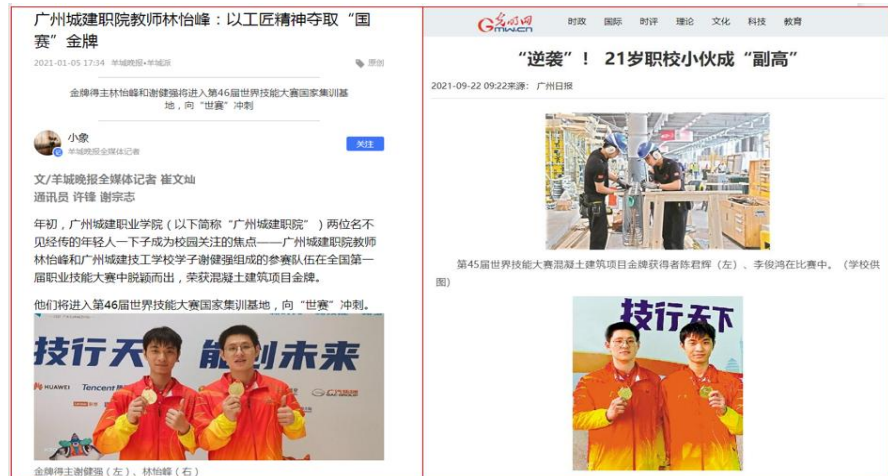 广州城建职院教师林怡峰：以工匠精神夺取“国
赛”金牌
2021-01-05 17:34 羊城晚报•羊城派
原创
金牌得主林怡峰和谢健强将进入第46届世界技能大赛国家集训基
地，向“世赛”冲刺
小象
羊城晚报全媒体记者
关注
文/羊城晚报全媒体记者 崔文灿
通讯员 许锋 谢宗志
年初，广州城建职业学院（以下简称“广州城建职院”）两位名不
见经传的年轻人一下子成为校园关注的焦点——广州城建职院教师
林怡峰和广州城建技工学校学子谢健强组成的参赛队伍在全国第一
届职业技能大赛中脱颖而出，荣获混凝土建筑项目金牌。
他们将进入第46届世界技能大赛国家集训基地，向“世赛”冲刺。
技行天下 能创未来
HUAWEI Tencent
金牌得主谢健强（左）、林怡峰（右）
光明网
GMW.CN
时政 国际 时评 理论 文化 科技 教育
“逆袭”！ 21岁职校小伙成“副高”
2021-09-22 09:22来源： 广州日报
第45届世界技能大赛混凝土建筑项目金牌获得者陈君辉（左）、李俊鸿在比赛中。（学校供
图）
技行天下